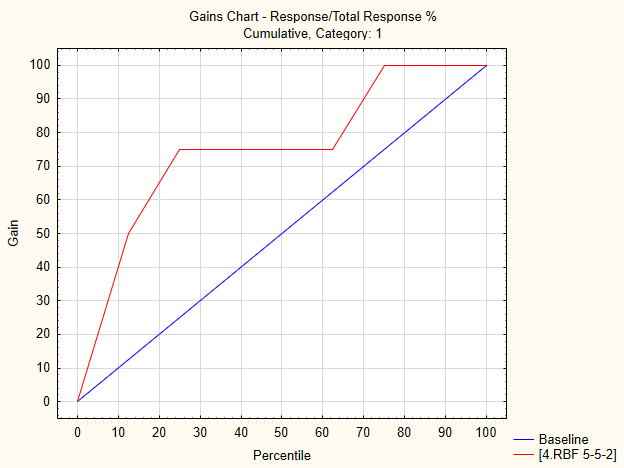 Gains Chart - Response/Total Response %
Cumulative, Category: 1
100
90
80
70
60
50
40
30
20
10
0
Gain
0 10 20 30 40 50 60 70 80 90 100
Percentile
Baseline
[4.RBF 5-5-2]